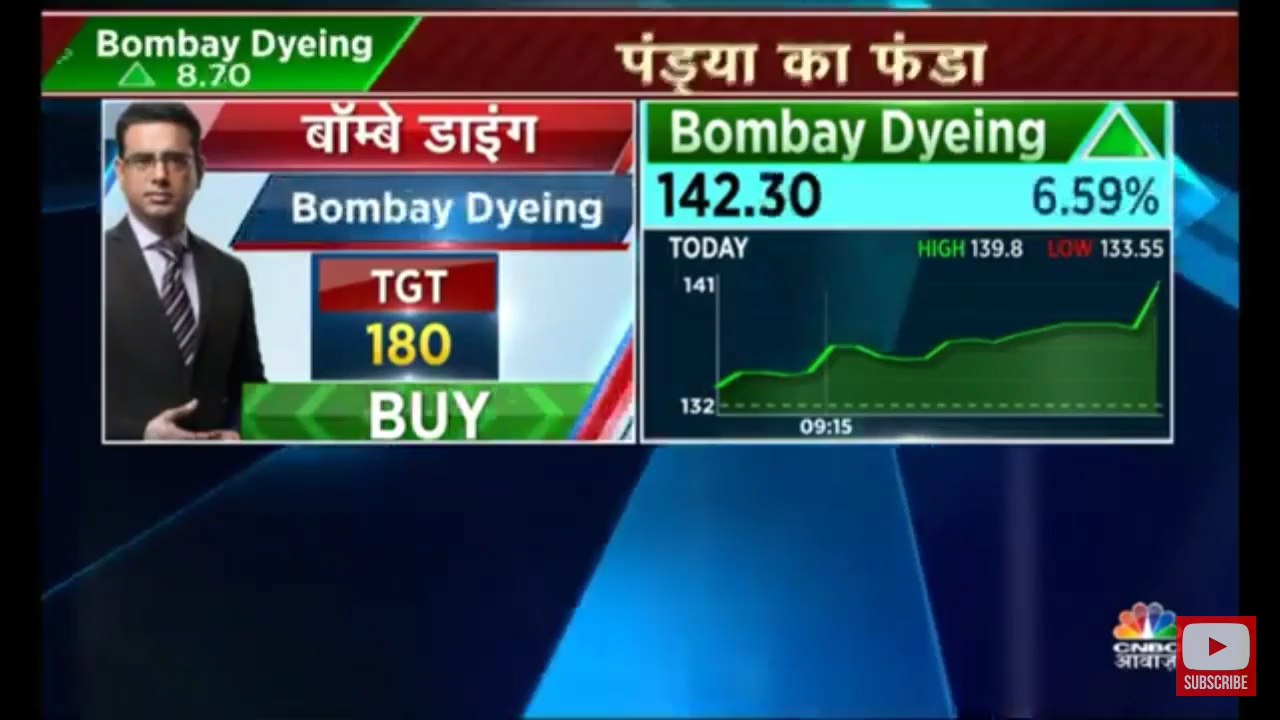 Bombay Dyeing
8.70
पंड्या का फंडा
बॉम्बे डाइंग
Bombay Dyeing
TGT
180
BUY
Bombay Dyeing
142.30 6.59%
TODAY HIGH 139.8 LOW 133.55
141
132
09:15
CNBC
आवाज़
SUBSCRIBE